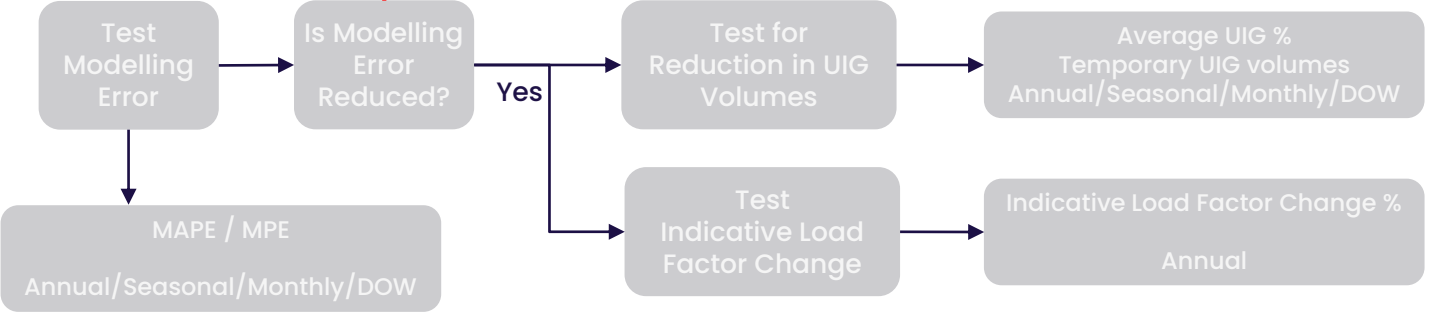 Test
Modelling
Error
Is Modelling
Error
Reduced?
Yes
Test for
Reduction in UIG
Volumes
Average UIG %
Temporary UIG volumes
Annual/Seasonal/Monthly/DOW
MAPE / MPE
Annual/Seasonal/Monthly/DOW
Test
Indicative Load
Factor Change
Indicative Load Factor Change %
Annual